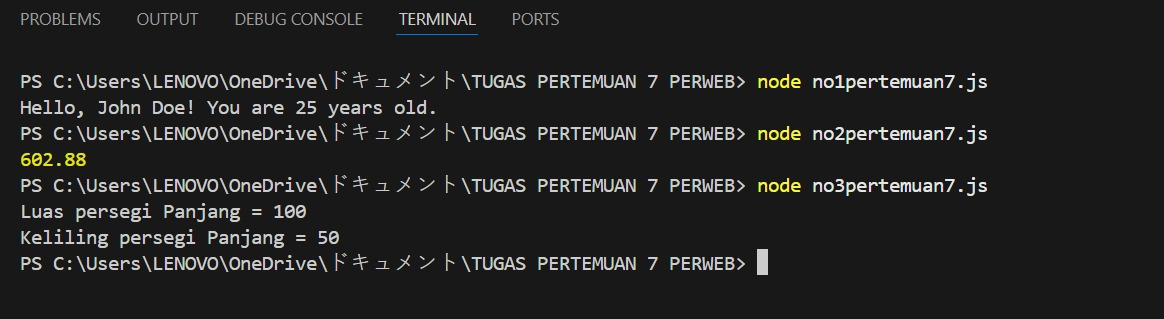 PROBLEMS OUTPUT DEBUG CONSOLE TERMINAL PORTS
PS C:\Users\LENOVO\OneDrive\ドキュメント\TUGAS PERTEMUAN 7 PERWEB> node no1pertemuan7.js
Hello, John Doe! You are 25 years old.
PS C:\Users\LENOVO\OneDrive\ドキュメント\TUGAS PERTEMUAN 7 PERWEB> node no2pertemuan7.js
602.88
PS C:\Users\LENOVO\OneDrive\ドキュメント\TUGAS PERTEMUAN 7 PERWEB> node no3pertemuan7.js
Luas persegi Panjang = 100
Keliling persegi Panjang = 50
PS C:\Users\LENOVO\OneDrive\ドキュメント\TUGAS PERTEMUAN 7 PERWEB>